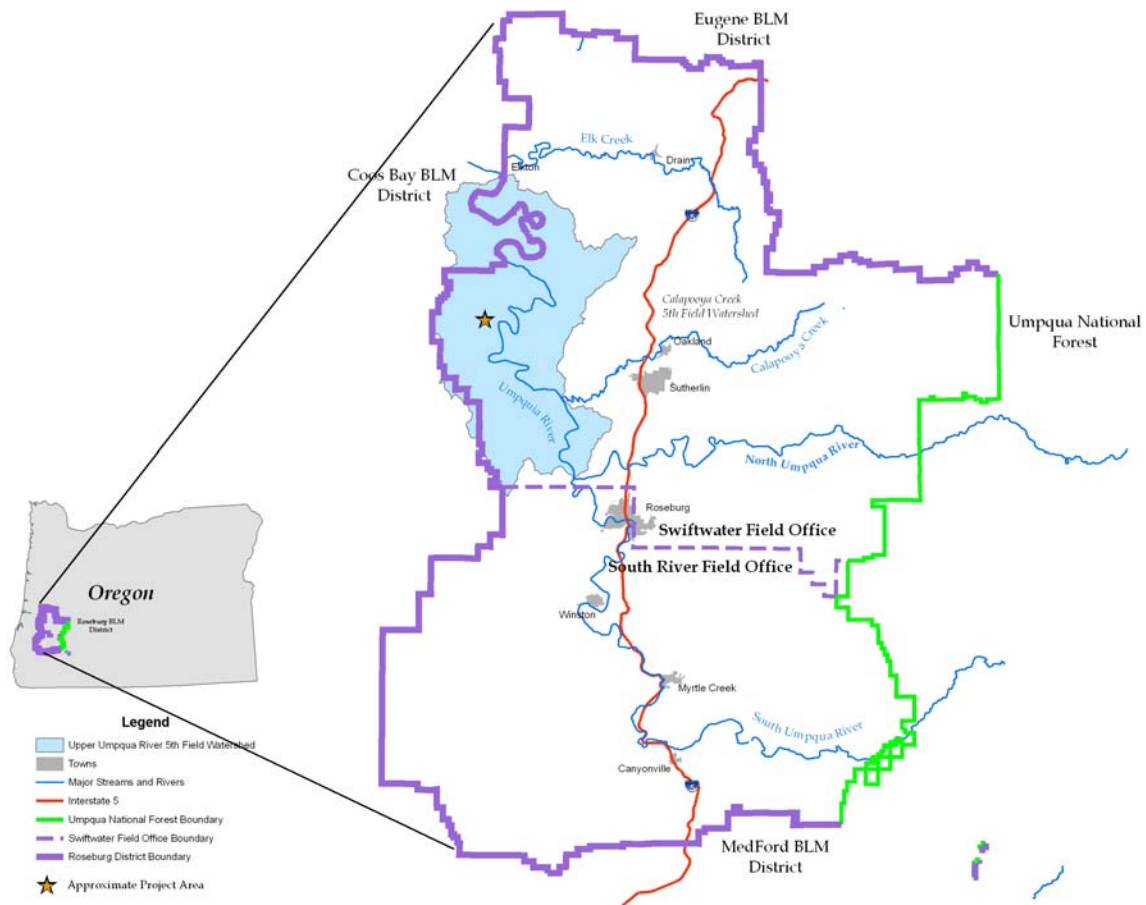 Eugene BLM
District
Elk Creek
Drain
Elkton
Coos Bay BLM
District
5
Calapooya Creek
5th Field Watershed
Umpqua National
Forest
Oakland
Calapooya Creek
Sutherlin
Umpquia River
North Umpqua River
Roseburg
Swiftwater Field Office
South River Field Office
Oregon
Roseburg BLM
District
Winston
Myrtle Creek
South Umpqua River
Canyonville
5
MedFord BLM
District
Legend
Upper Umpqua River 5th Field Watershed
Towns
Major Streams and Rivers
Interstate 5
Umpqua National Forest Boundary
Swiftwater Field Office Boundary
Roseburg District Boundary
Approximate Project Area